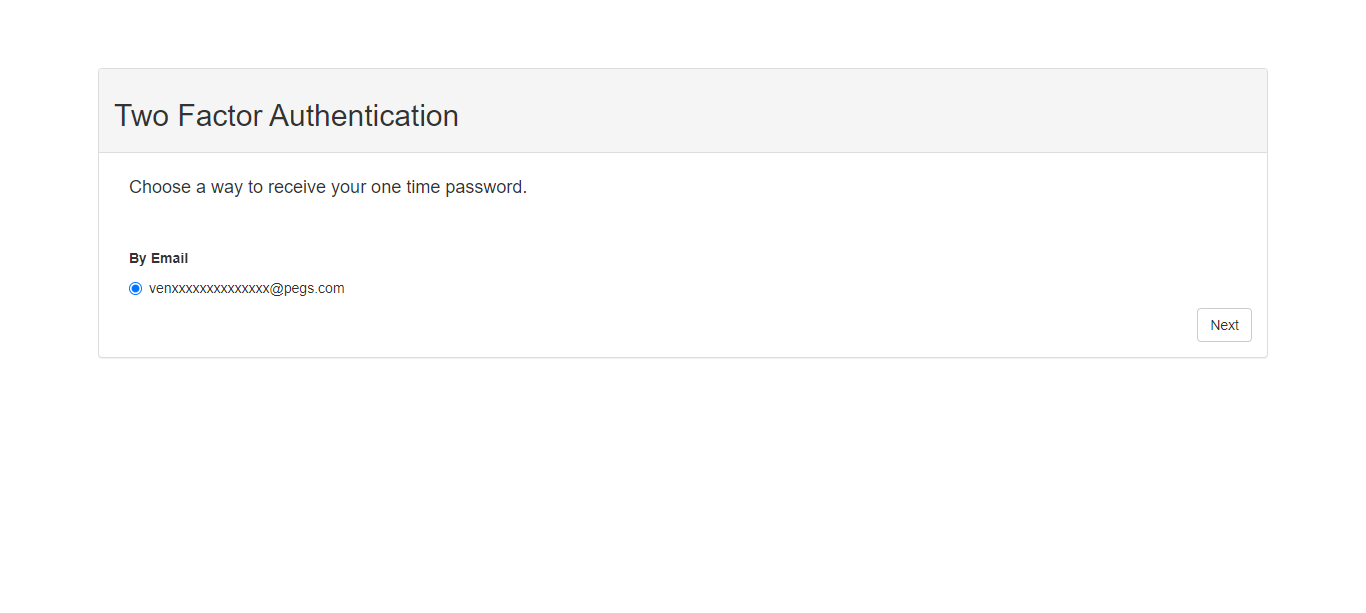 Two Factor Authentication
Choose a way to receive your one time password.
By Email
venxxxxxxxxxxxxxx@pegs.com
Next